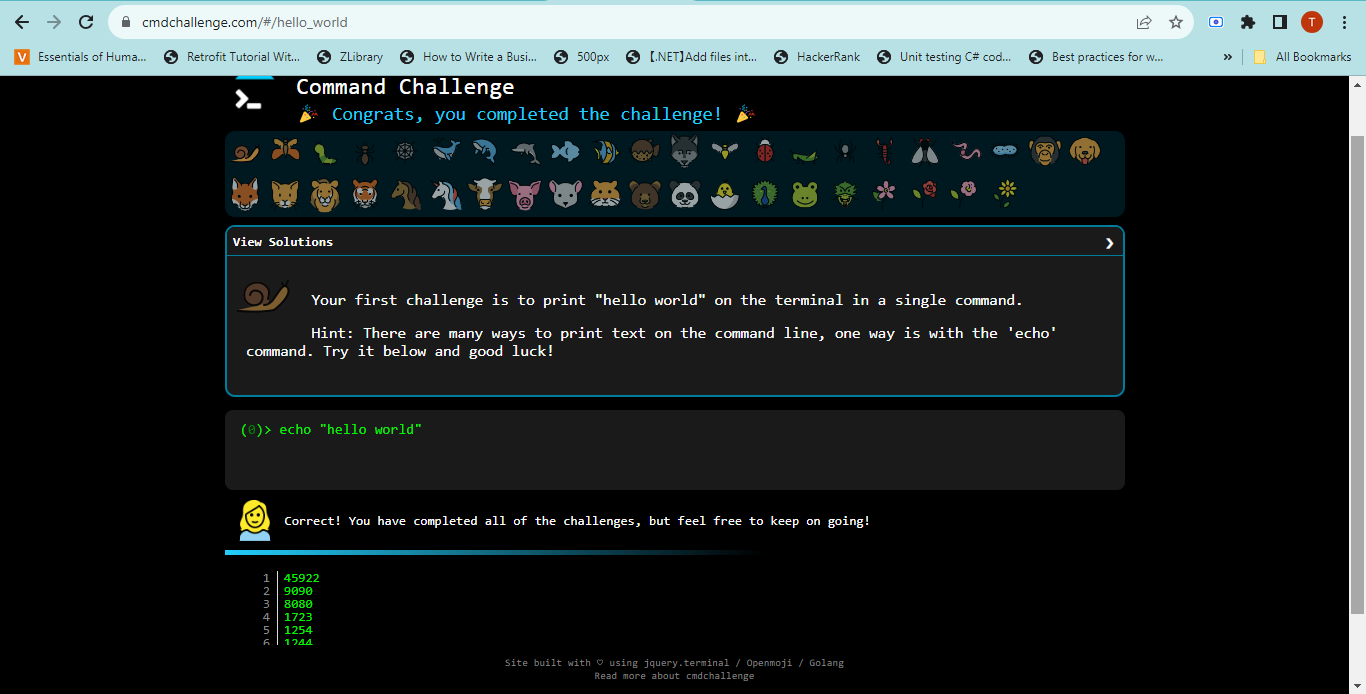 cmdchallenge.com/#/hello_world
T
V Essentials of Huma... Retrofit Tutorial Wit... ZLibrary How to Write a Busi... 500px 【.NET】Add files int... HackerRank Unit testing C# cod... Best practices for w... » All Bookmarks
Command Challenge
Congrats, you completed the challenge!
View Solutions
Your first challenge is to print "hello world" on the terminal in a single command.
Hint: There are many ways to print text on the command line, one way is with the 'echo'
command. Try it below and good luck!
(0)> echo "hello world"
Correct! You have completed all of the challenges, but feel free to keep on going!
1 45922
2 9090
3 8080
4 1723
5 1254
6 1244
Site built with ♡ using jquery.terminal / Openmoji / Golang
Read more about cmdchallenge